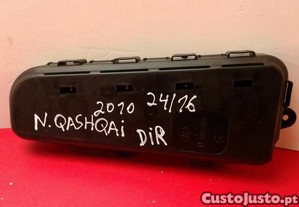 2010 24/16
N.QASHQAi DiR
CustoJusto.pt